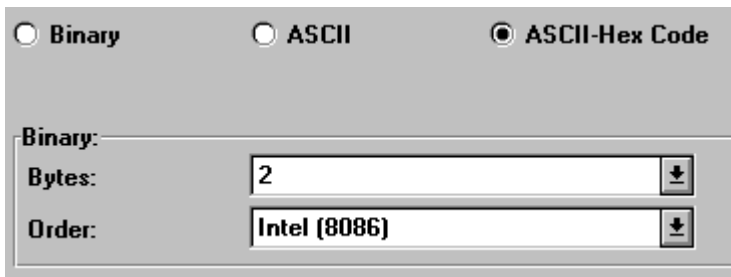 Binary ASCII ASCII-Hex Code
Binary:
Bytes: 2
Order: Intel (8086)